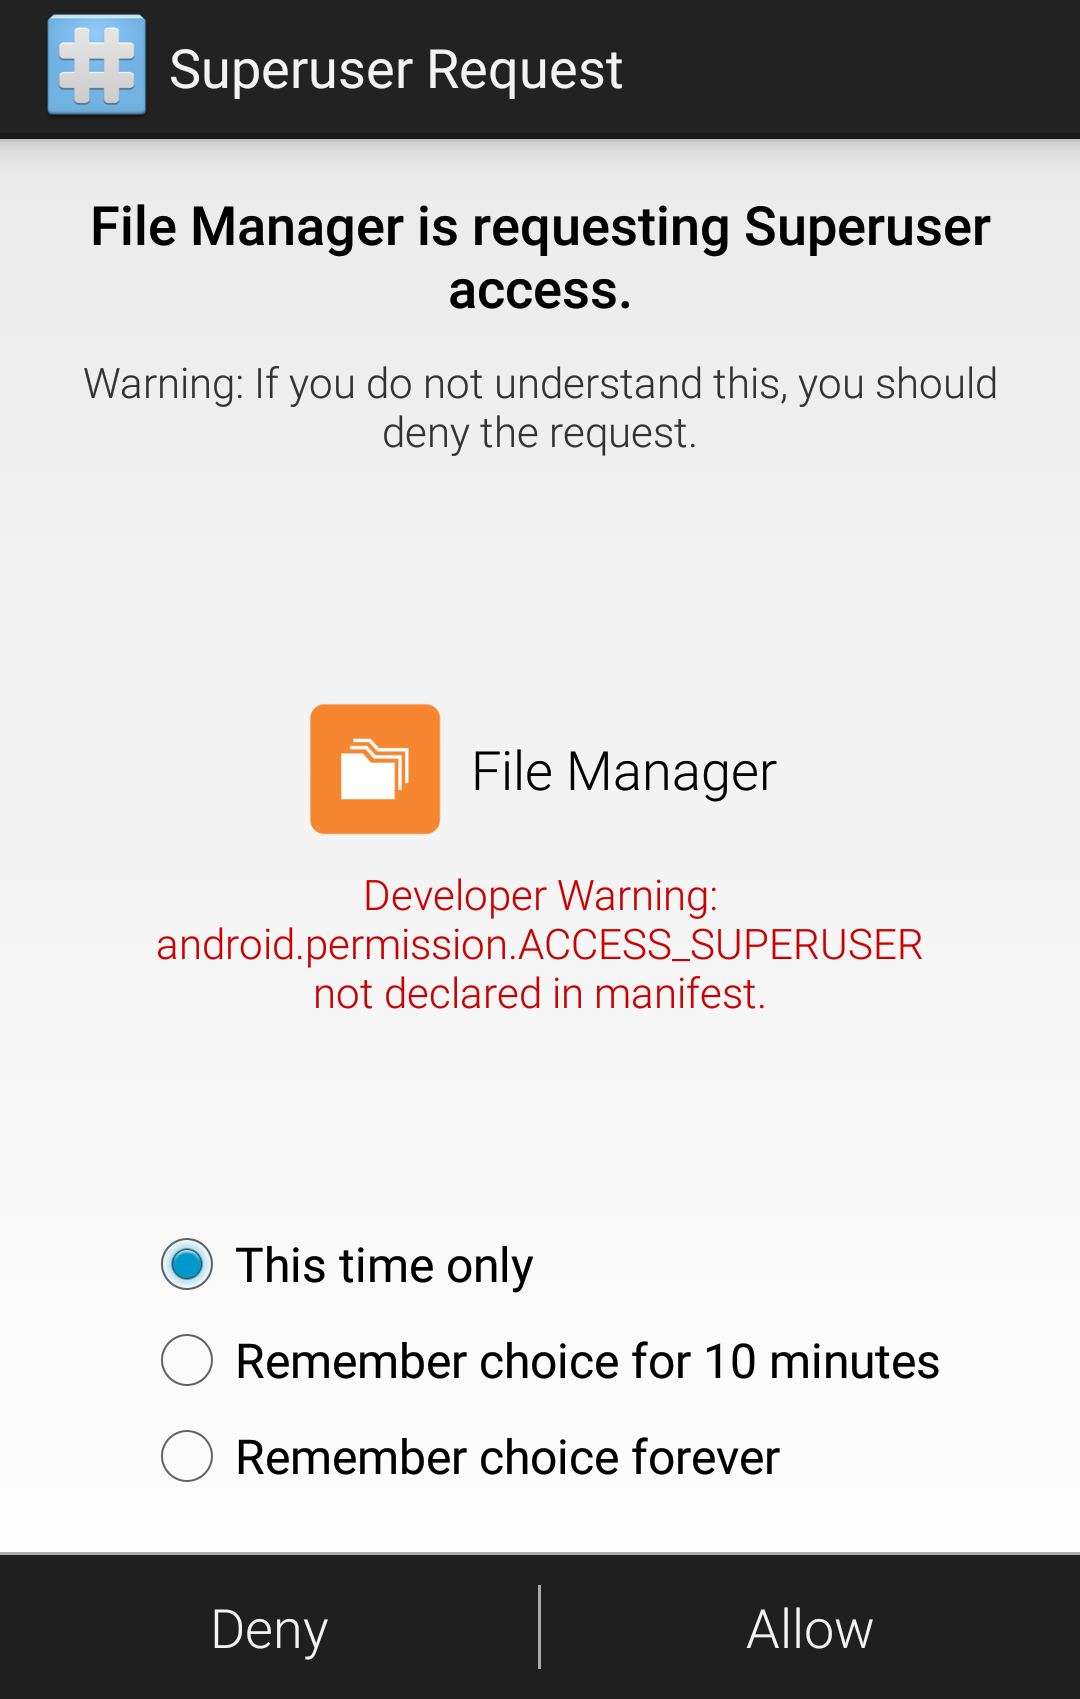 Superuser Request
File Manager is requesting Superuser
access.
Warning: If you do not understand this, you should
deny the request.
File Manager
Developer Warning:
android.permission.ACCESS_SUPERUSER
not declared in manifest.
This time only
Remember choice for 10 minutes
Remember choice forever
Deny
Allow